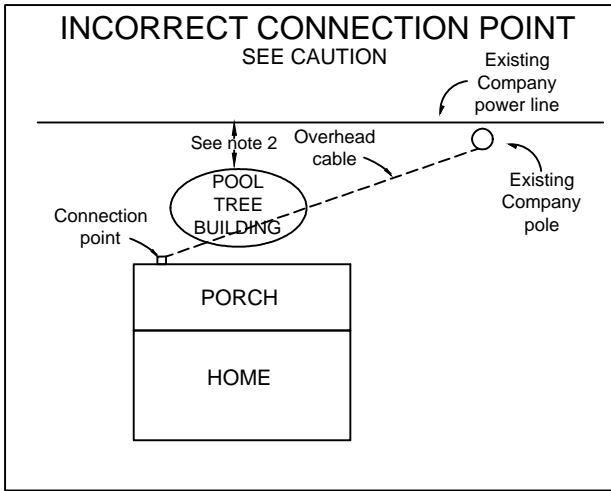 INCORRECT CONNECTION POINT
SEE CAUTION
Existing
Company
power line
See note 2
Overhead
cable
POOL
TREE
BUILDING
Existing
Company
pole
Connection
point
PORCH
HOME